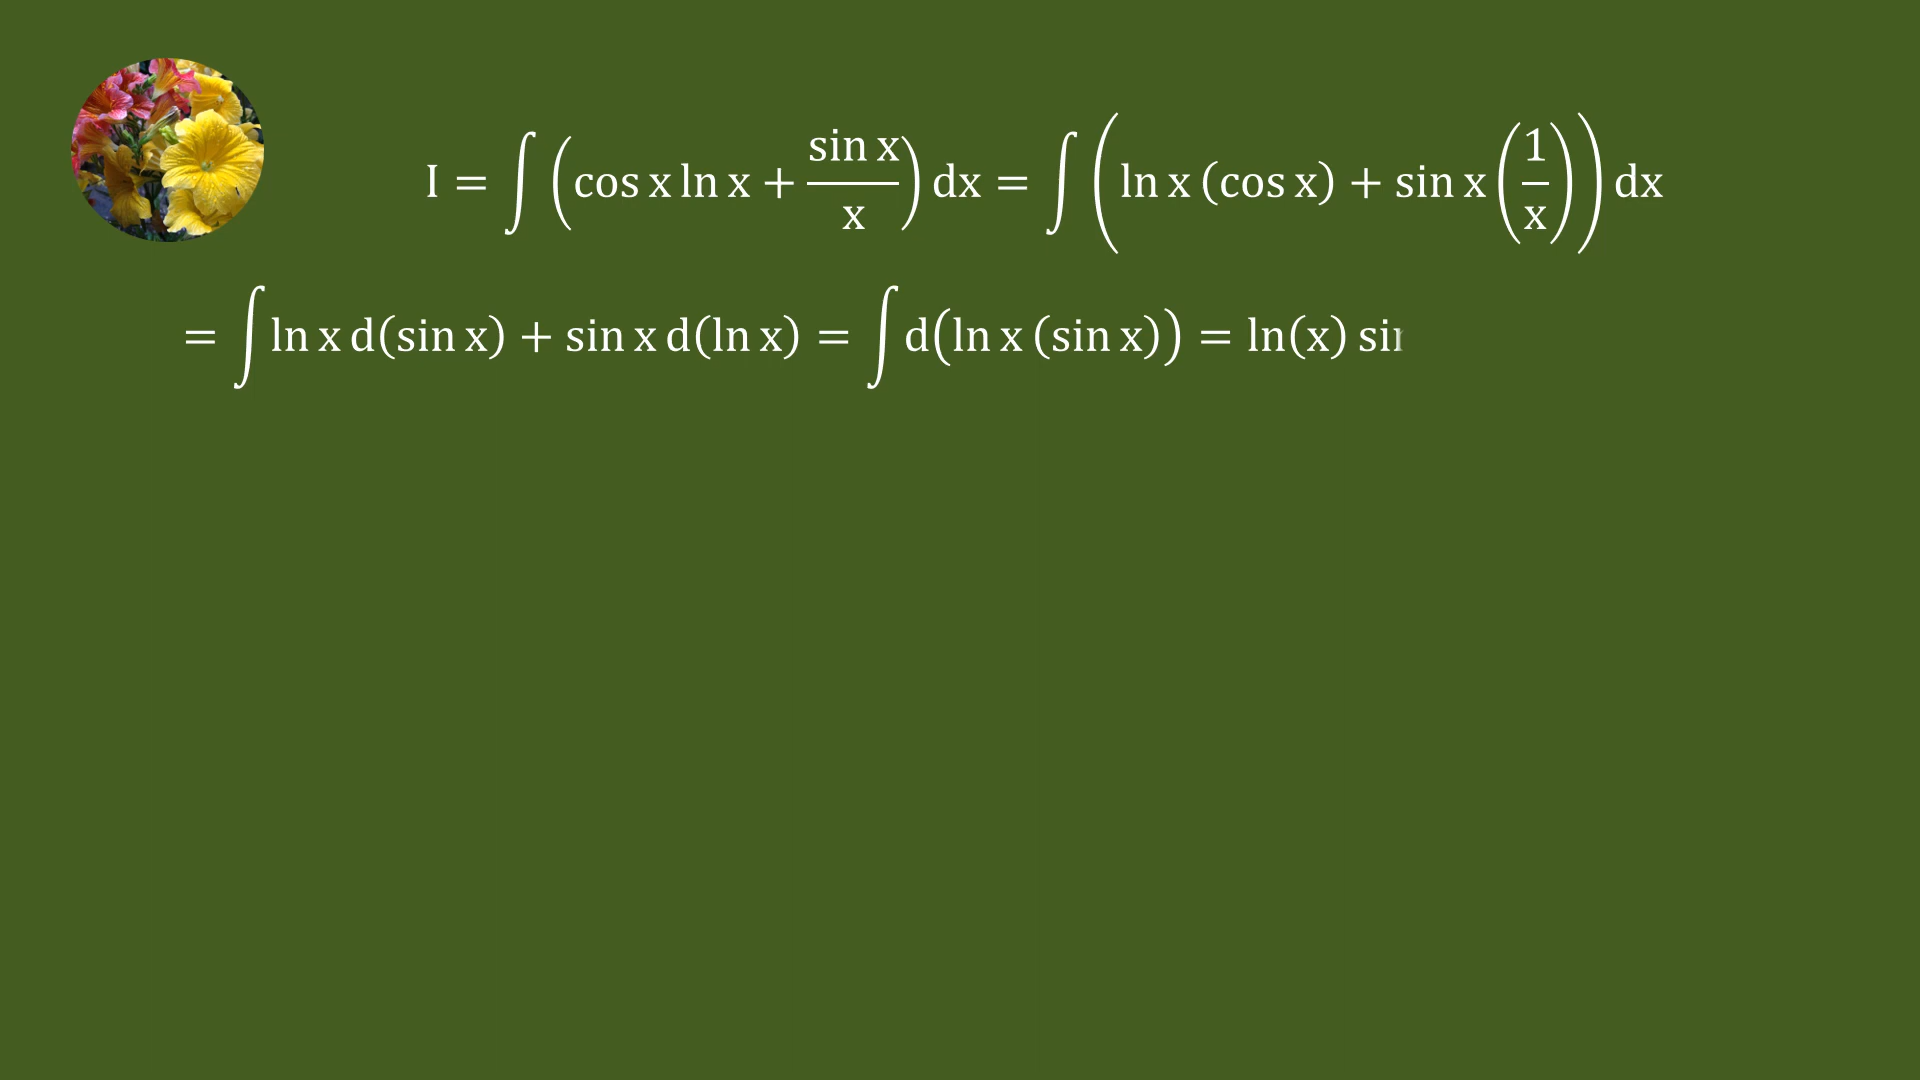 I = ∫ (cos x ln x + sin x / x) dx = ∫ (ln x (cos x) + sin x (1/x)) dx
= ∫ ln x d(sin x) + sin x d(ln x) = ∫ d(ln x (sin x)) = ln(x)